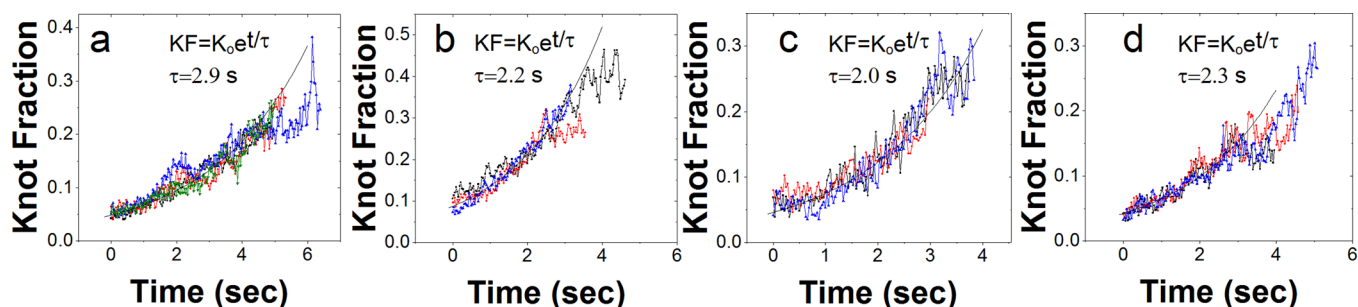 a
KF=Kₒeᵗ/τ
τ=2.9 s
Knot Fraction
0.4
0.3
0.2
0.1
0.0
0 2 4 6
Time (sec)
b
KF=Kₒeᵗ/τ
τ=2.2 s
Knot Fraction
0.5
0.4
0.3
0.2
0.1
0.0
0 2 4 6
Time (sec)
c
KF=Kₒeᵗ/τ
τ=2.0 s
Knot Fraction
0.3
0.2
0.1
0.0
0 1 2 3 4
Time (sec)
d
KF=Kₒeᵗ/τ
τ=2.3 s
Knot Fraction
0.3
0.2
0.1
0.0
0 2 4 6
Time (sec)